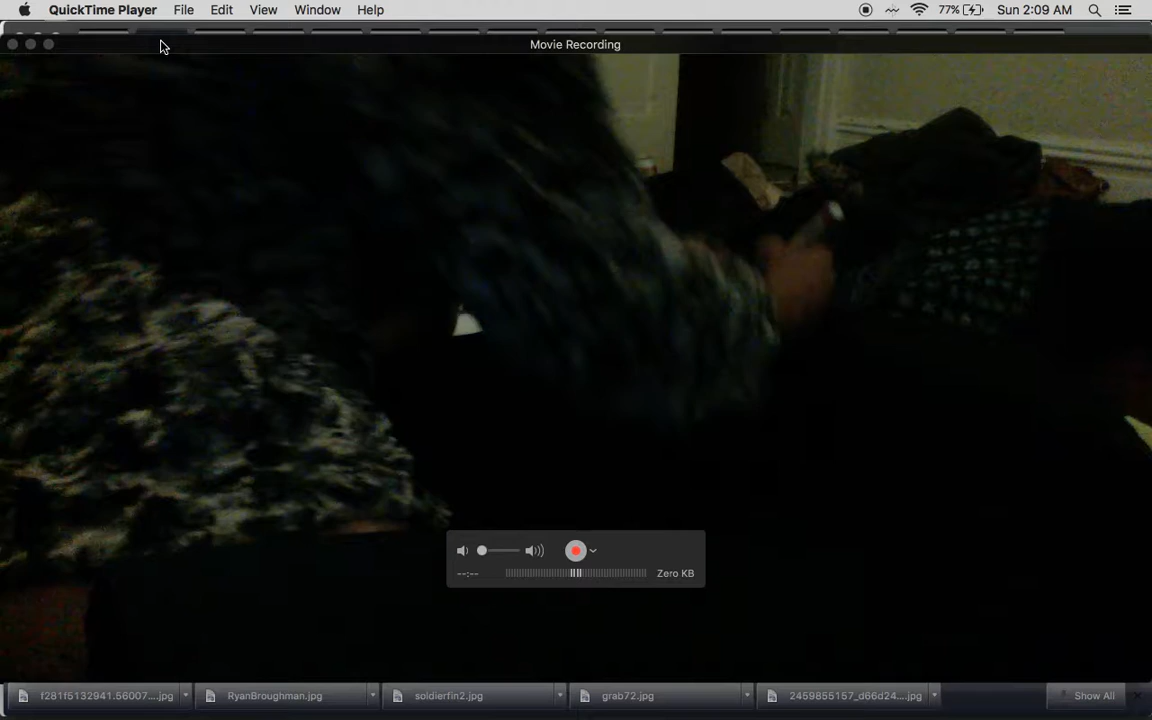 QuickTime Player File Edit View Window Help 77% Sun 2:09 AM
Movie Recording
--:-- Zero KB
f281f5132941.56007....jpg RyanBroughman.jpg soldierfin2.jpg grab72.jpg 2459855157_d66d24....jpg Show All